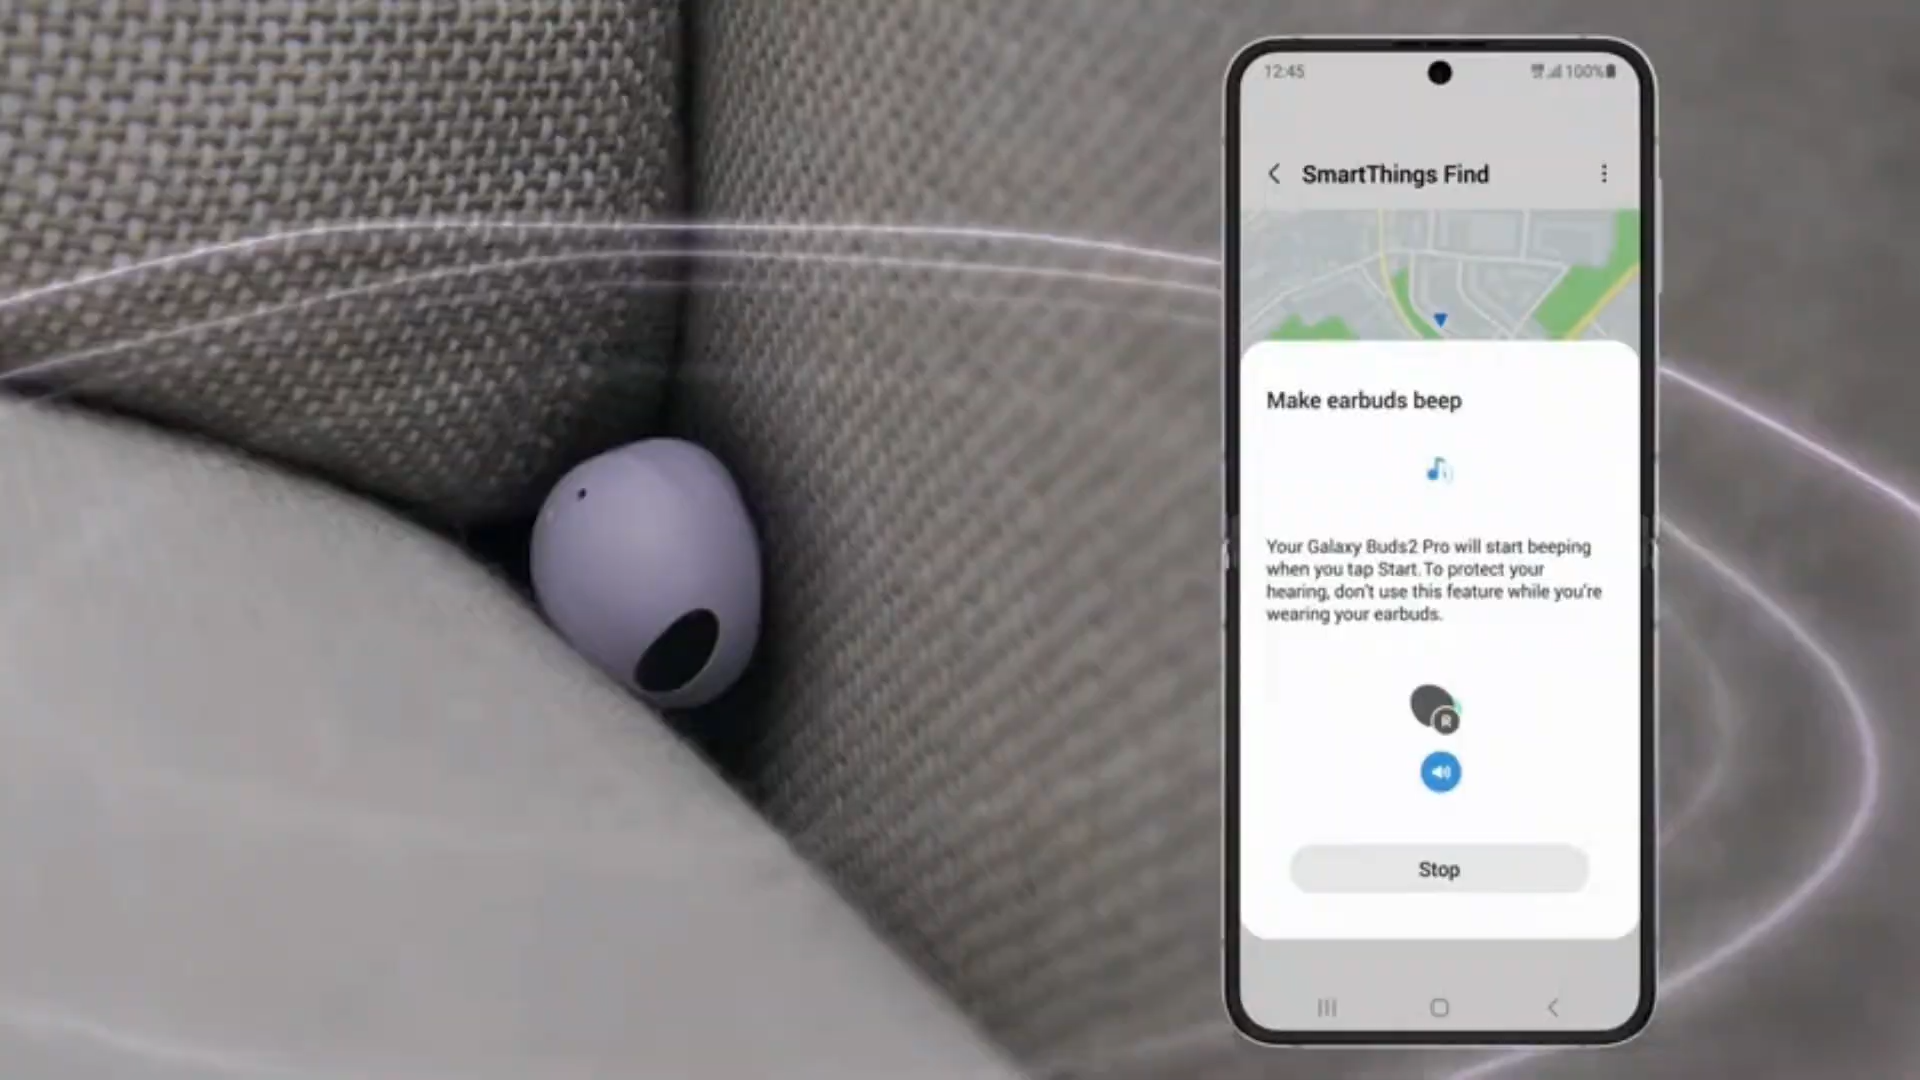 12:45
100%
SmartThings Find
Make earbuds beep
Your Galaxy Buds2 Pro will start beeping
when you tap Start. To protect your
hearing, don't use this feature while you're
wearing your earbuds.
R
Stop